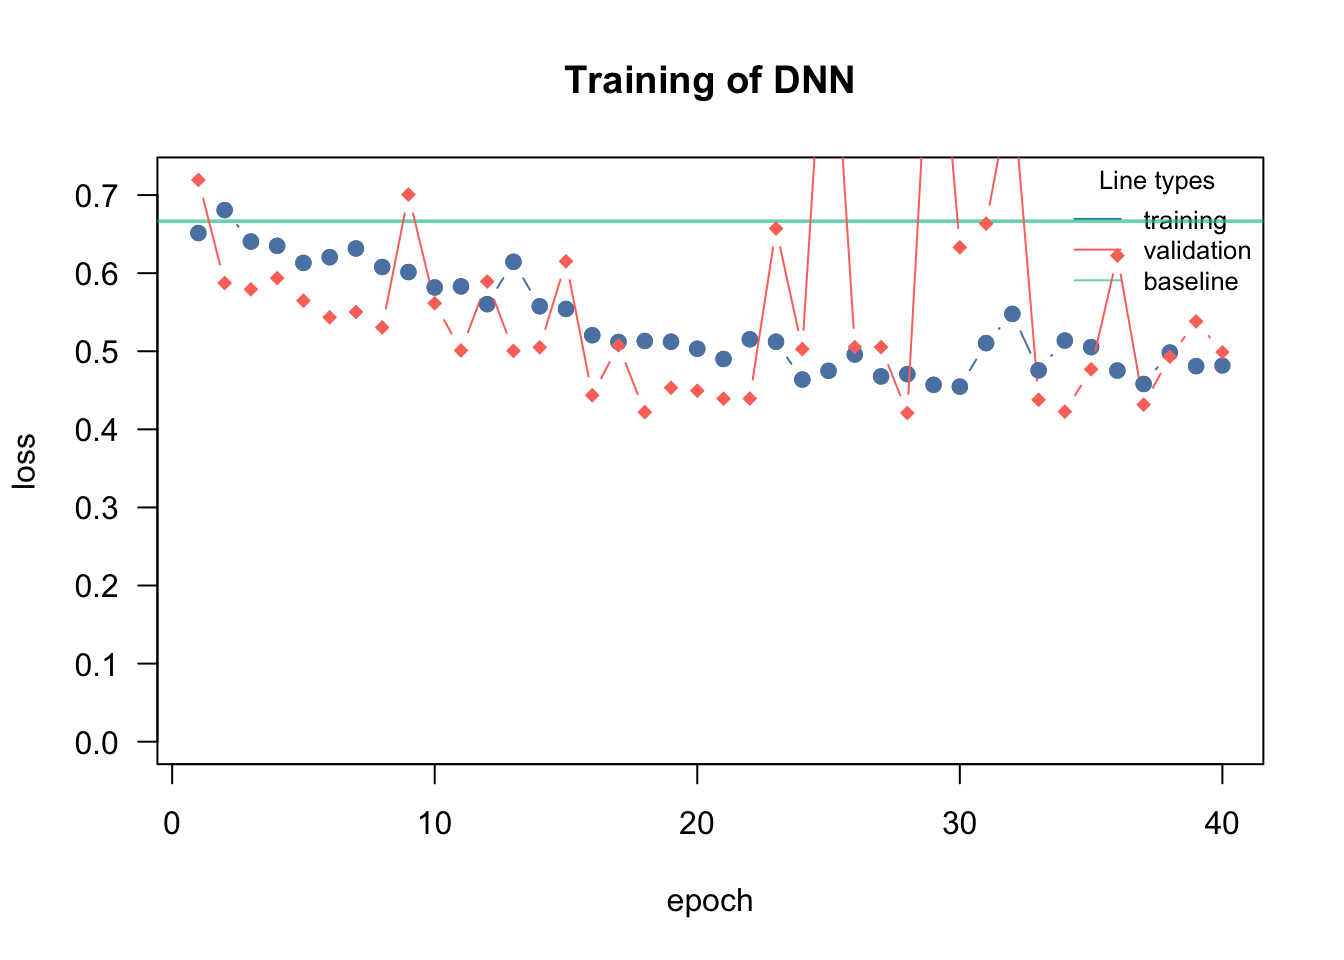 Training of DNN
Line types
training
validation
baseline
loss
0.7
0.6
0.5
0.4
0.3
0.2
0.1
0.0
0 10 20 30 40
epoch